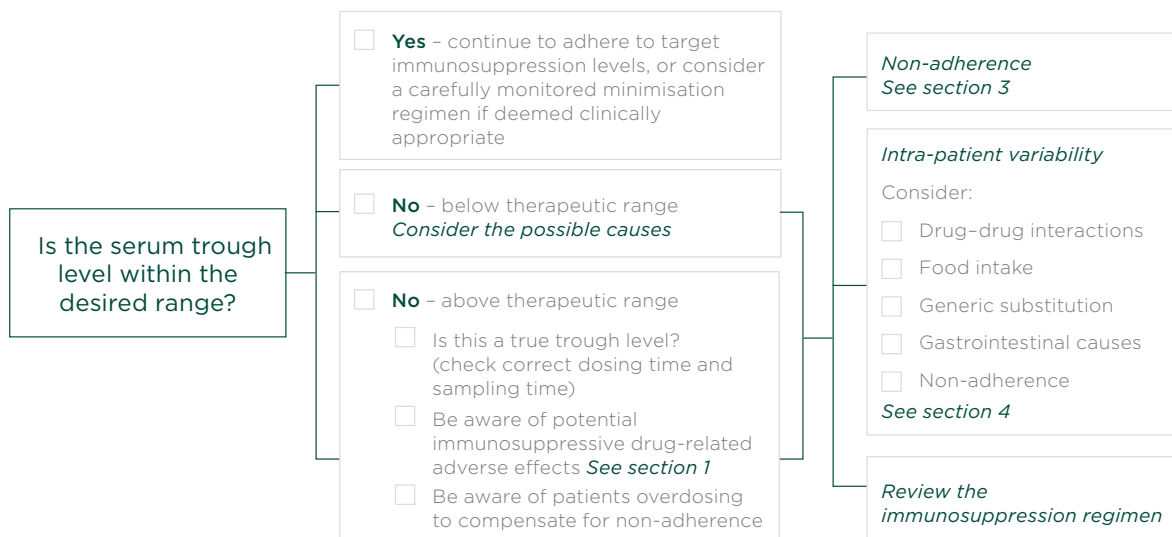 Is the serum trough
level within the
desired range?
Yes – continue to adhere to target
immunosuppression levels, or consider
a carefully monitored minimisation
regimen if deemed clinically
appropriate
No – below therapeutic range
Consider the possible causes
No – above therapeutic range
Is this a true trough level?
(check correct dosing time and
sampling time)
Be aware of potential
immunosuppressive drug-related
adverse effects See section 1
Be aware of patients overdosing
to compensate for non-adherence
Non-adherence
See section 3
Intra-patient variability
Consider:
Drug–drug interactions
Food intake
Generic substitution
Gastrointestinal causes
Non-adherence
See section 4
Review the
immunosuppression regimen